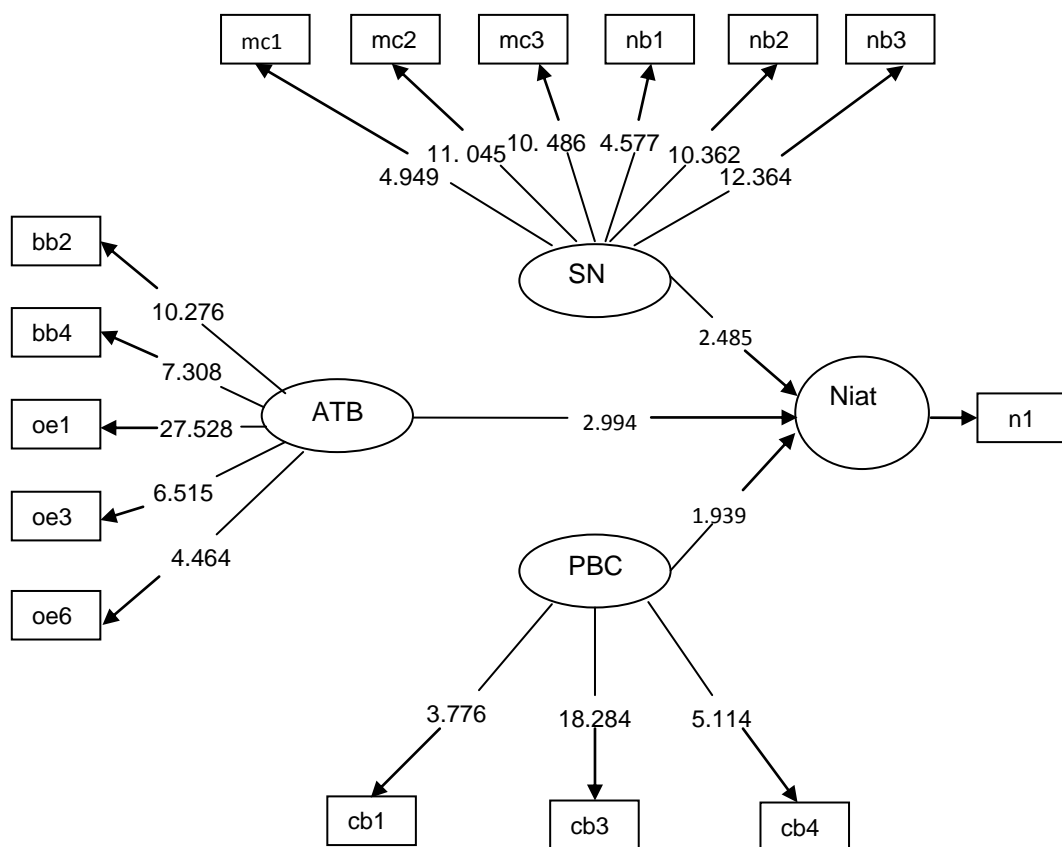 mc1 mc2 mc3 nb1 nb2 nb3
11. 045 10. 486 4.577 10.362
4.949 12.364
bb2
SN
10.276
bb4
2.485
7.308
Niat
ATB
oe1 27.528 2.994 n1
6.515
oe3
1.939
4.464
PBC
oe6
3.776 18.284 5.114
cb1 cb3 cb4